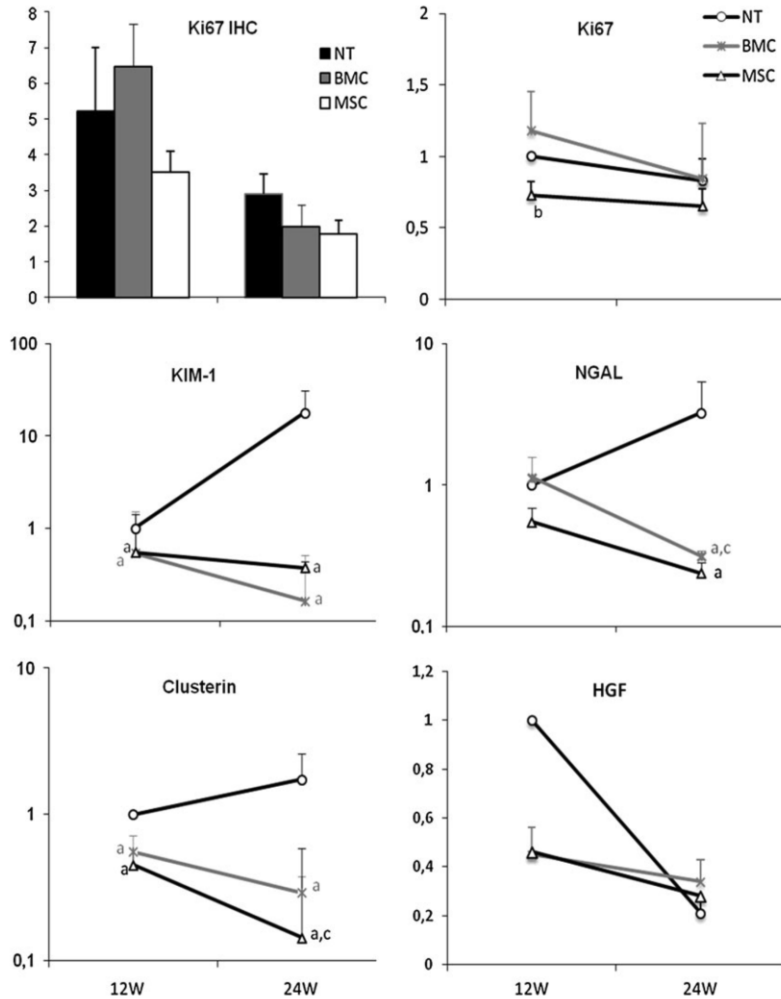 Ki67 IHC
8
7
6
5
4
3
2
1
0
NT
BMC
MSC
Ki67
2
1,5
1
0,5
0
NT
BMC
MSC
b
KIM-1
100
10
1
0,1
a
a
a
a
NGAL
10
1
0,1
a,c
a
Clusterin
10
1
0,1
a
a
a
a,c
12W 24W
HGF
1,2
1
0,8
0,6
0,4
0,2
0
12W 24W